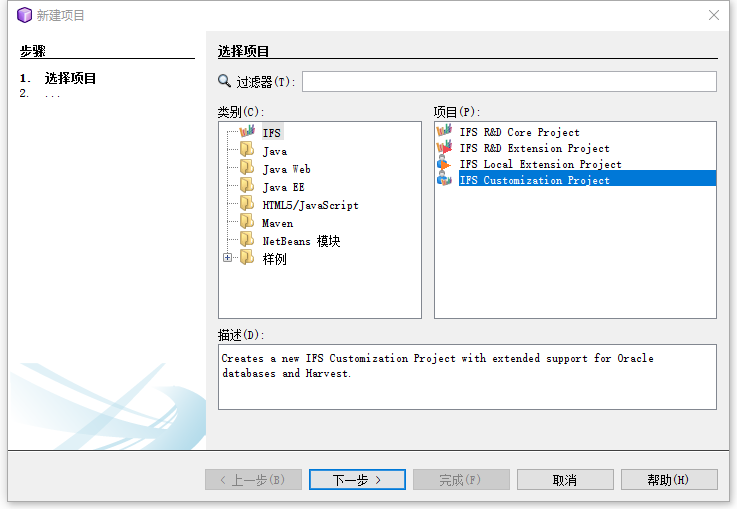 新建项目
步骤
1. 选择项目
2. ...
选择项目
过滤器(T):
类别(C):
IFS
Java
Java Web
Java EE
HTML5/JavaScript
Maven
NetBeans 模块
样例
项目(P):
IFS R&D Core Project
IFS R&D Extension Project
IFS Local Extension Project
IFS Customization Project
描述(D):
Creates a new IFS Customization Project with extended support for Oracle
databases and Harvest.
< 上一步(B)
下一步 >
完成(F)
取消
帮助(H)